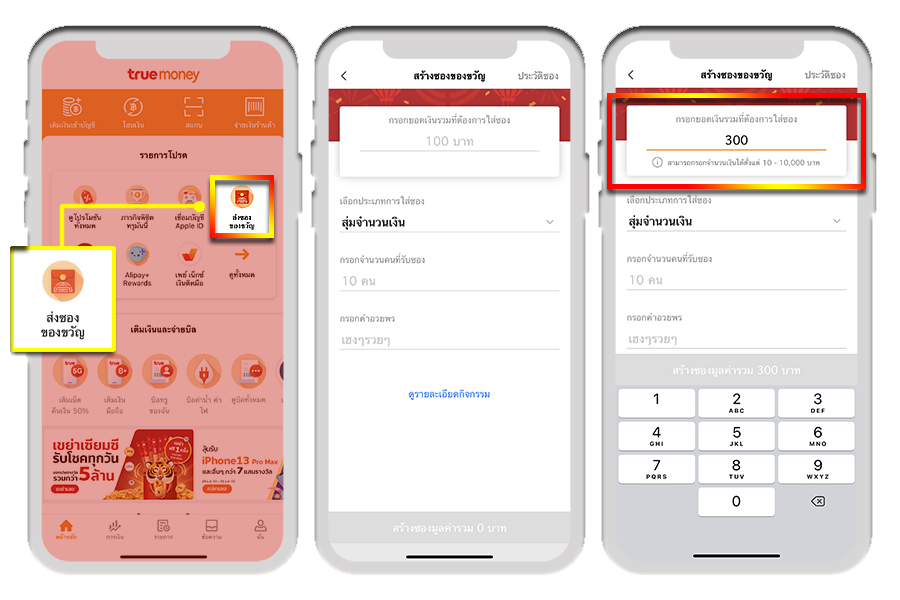 truemoney
เติมเงินเข้าบัญชี
โอนเงิน
สแกน
จ่ายเงินร้านค้า
รายการโปรด
ดูโปรโมชัน
ทั้งหมด
ภารกิจพิชิต
ทรูมันนี่
เชื่อมบัญชี
Apple ID
ส่งซอง
ของขวัญ
Alipay+
Rewards
เพย์ เน็กซ์
เงินติดมือ
ดูทั้งหมด
ส่งซอง
ของขวัญ
เติมเงินและจ่ายบิล
true
5G
true
6+
true
เติมเน็ต
คืนเงิน 50%
เติมเงิน
มือถือ
บิลทรู
ของฉัน
บิลค่าน้ำ ค่า
ไฟ
ดูบิลทั้งหมด
เขย่าเซียมซี
รับโชคทุกวัน
รวมกว่า 5 ล้าน
ลุ้นรับ
iPhone13 Pro Max
และอื่นๆ กว่า 7 แสนรางวัล
หน้าหลัก
การเงิน
รายการ
ข้อความ
ฉัน
สร้างซองของขวัญ
ประวัติซอง
กรอกยอดเงินรวมที่ต้องการใส่ซอง
100 บาท
เลือกประเภทการใส่ซอง
สุ่มจำนวนเงิน
กรอกจำนวนคนที่รับซอง
10 คน
กรอกคำอวยพร
เฮงๆรวยๆ
ดูรายละเอียดกิจกรรม
สร้างซองมูลค่ารวม 0 บาท
สร้างซองของขวัญ
ประวัติซอง
กรอกยอดเงินรวมที่ต้องการใส่ซอง
300
สามารถกรอกจำนวนเงินได้ตั้งแต่ 10 - 10,000 บาท
เลือกประเภทการใส่ซอง
สุ่มจำนวนเงิน
กรอกจำนวนคนที่รับซอง
10 คน
กรอกคำอวยพร
เฮงๆรวยๆ
สร้างซองมูลค่ารวม 300 บาท
1
2
ABC
3
DEF
4
GHI
5
JKL
6
MNO
7
PQRS
8
TUV
9
WXYZ
0